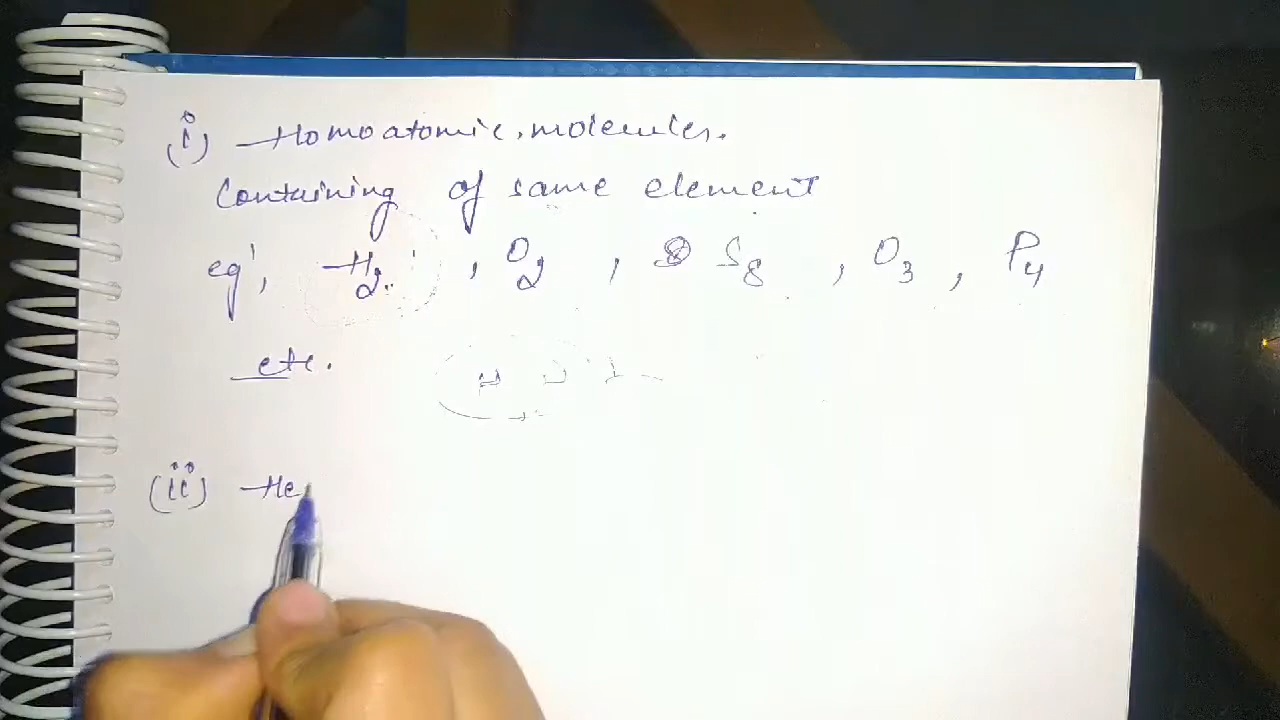 (i) Homoatomic molecules.
Containing of same element
eg', H2 , O2 , S8 , O3 , P4
etc.
(ii) He